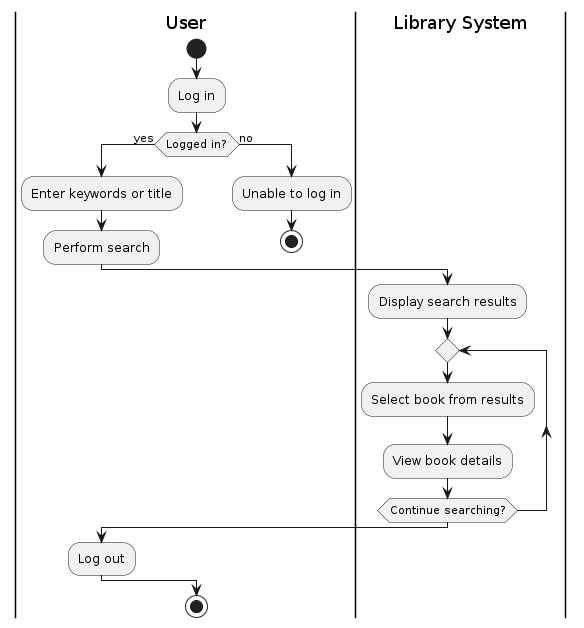 User
Library System
Log in
Logged in?
yes
no
Enter keywords or title
Unable to log in
Perform search
Display search results
Select book from results
View book details
Continue searching?
Log out